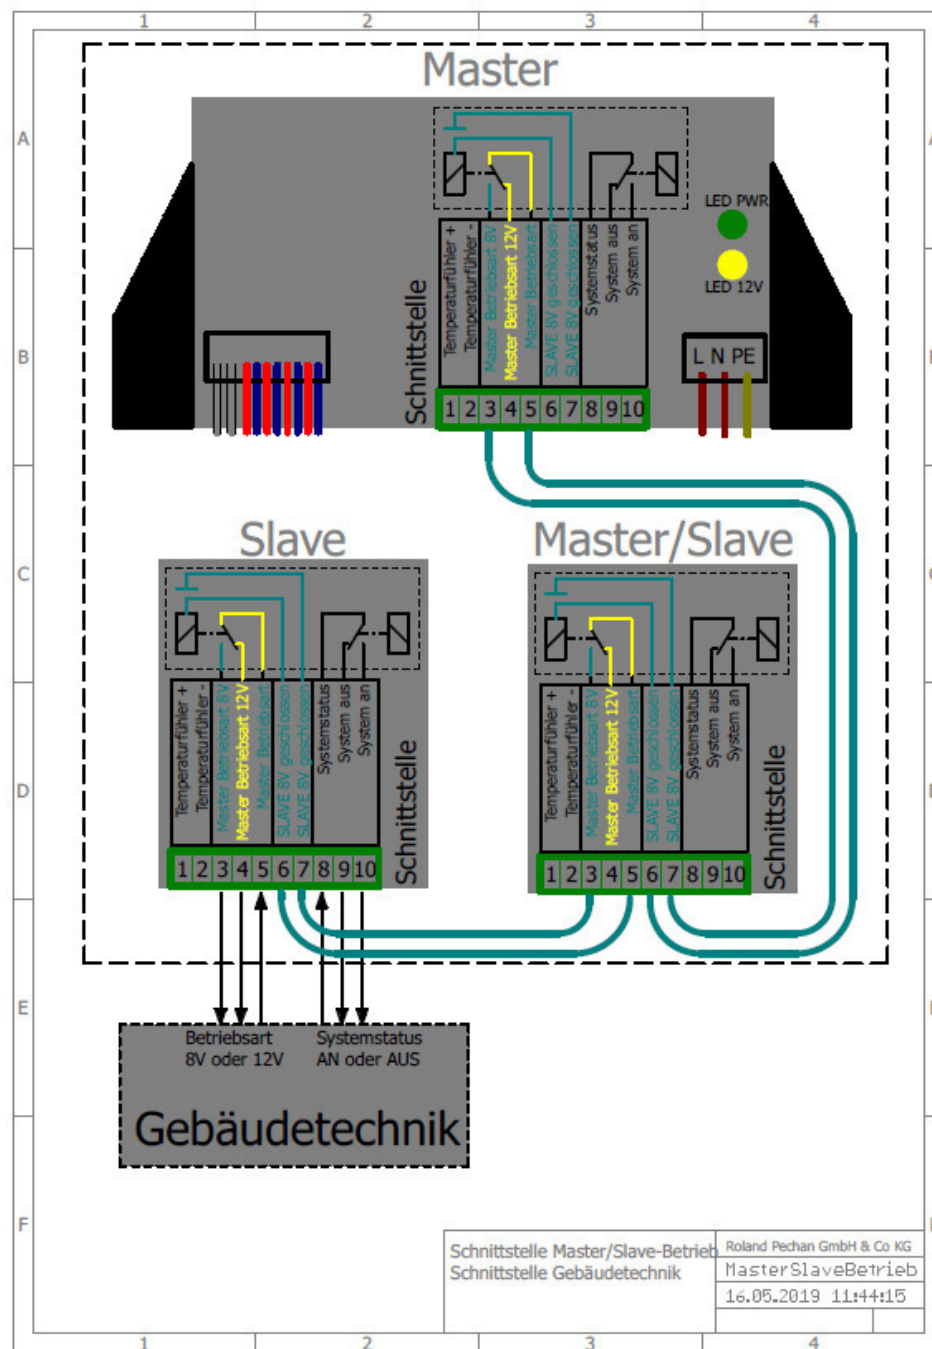 1 2 3 4
Master
A
LED PWR
LED 12V
Schnittstelle
Temperaturfühler +
Temperaturfühler -
Master Betriebsart 8V
Master Betriebsart 12V
Master Betriebsart
SLAVE 8V geschlossen
SLAVE 8V geschlossen
Systemstatus
System aus
System an
B
L N PE
1 2 3 4 5 6 7 8 9 10
Slave
Master/Slave
C
Temperaturfühler +
Temperaturfühler -
Master Betriebsart 8V
Master Betriebsart 12V
Master Betriebsart
SLAVE 8V geschlossen
SLAVE 8V geschlossen
Systemstatus
System aus
System an
Schnittstelle
1 2 3 4 5 6 7 8 9 10
Temperaturfühler +
Temperaturfühler -
Master Betriebsart 8V
Master Betriebsart 12V
Master Betriebsart
SLAVE 8V geschlossen
SLAVE 8V geschlossen
Systemstatus
System aus
System an
Schnittstelle
1 2 3 4 5 6 7 8 9 10
D
E
Betriebsart
8V oder 12V
Systemstatus
AN oder AUS
Gebäudetechnik
F
Schnittstelle Master/Slave-Betrieb
Schnittstelle Gebäudetechnik
Roland Pechan GmbH & Co KG
MasterSlaveBetrieb
16.05.2019 11:44:15
1 2 3 4